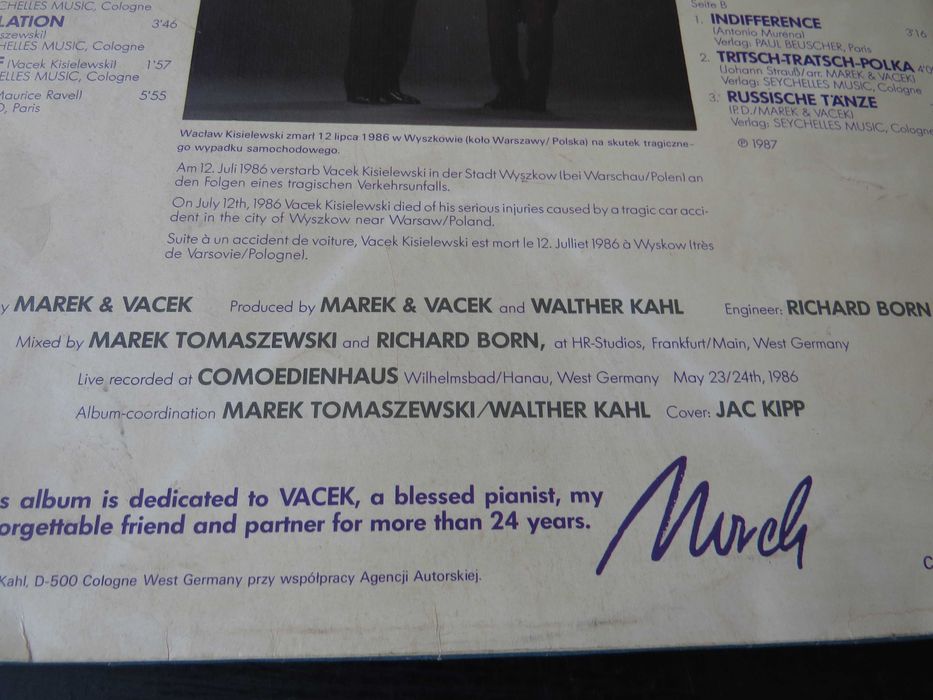 CHELLES MUSIC, Cologne
LATION 3'46
szewski)
HELLES MUSIC, Cologne
(Vacek Kisielewski) 1'57
ELLES MUSIC, Cologne
Maurice Ravel) 5'55
D, Paris
Seite B
1. INDIFFERENCE 3'16
(Antonio Murena)
Verlag: PAUL BEUSCHER, Paris
2. TRITSCH-TRATSCH-POLKA
(Johann Strauß/arr. MAREK & VACEK)
Verlag: SEYCHELLES MUSIC, Cologne
3. RUSSISCHE TÄNZE
(P.D./MAREK & VACEK)
Verlag: SEYCHELLES MUSIC, Cologne
℗ 1987
Wacław Kisielewski zmarł 12 lipca 1986 w Wyszkowie (koło Warszawy/ Polska) na skutek tragiczne-
go wypadku samochodowego.
Am 12. Juli 1986 verstarb Vacek Kisielewski in der Stadt Wyszkow (bei Warschau/Polen) an
den Folgen eines tragischen Verkehrsunfalls.
On July 12th, 1986 Vacek Kisielewski died of his serious injuries caused by a tragic car acci-
dent in the city of Wyszkow near Warsaw/Poland.
Suite à un accident de voiture, Vacek Kisielewski est mort le 12. Julliet 1986 à Wyskow (très
de Varsovie/Pologne).
y MAREK & VACEK Produced by MAREK & VACEK and WALTHER KAHL Engineer: RICHARD BORN
Mixed by MAREK TOMASZEWSKI and RICHARD BORN, at HR-Studios, Frankfurt/Main, West Germany
Live recorded at COMOEDIENHAUS Wilhelmsbad/Hanau, West Germany May 23/24th, 1986
Album-coordination MAREK TOMASZEWSKI/WALTHER KAHL Cover: JAC KIPP
s album is dedicated to VACEK, a blessed pianist, my
orgettable friend and partner for more than 24 years.
Kahl, D-500 Cologne West Germany przy współpracy Agencji Autorskiej.